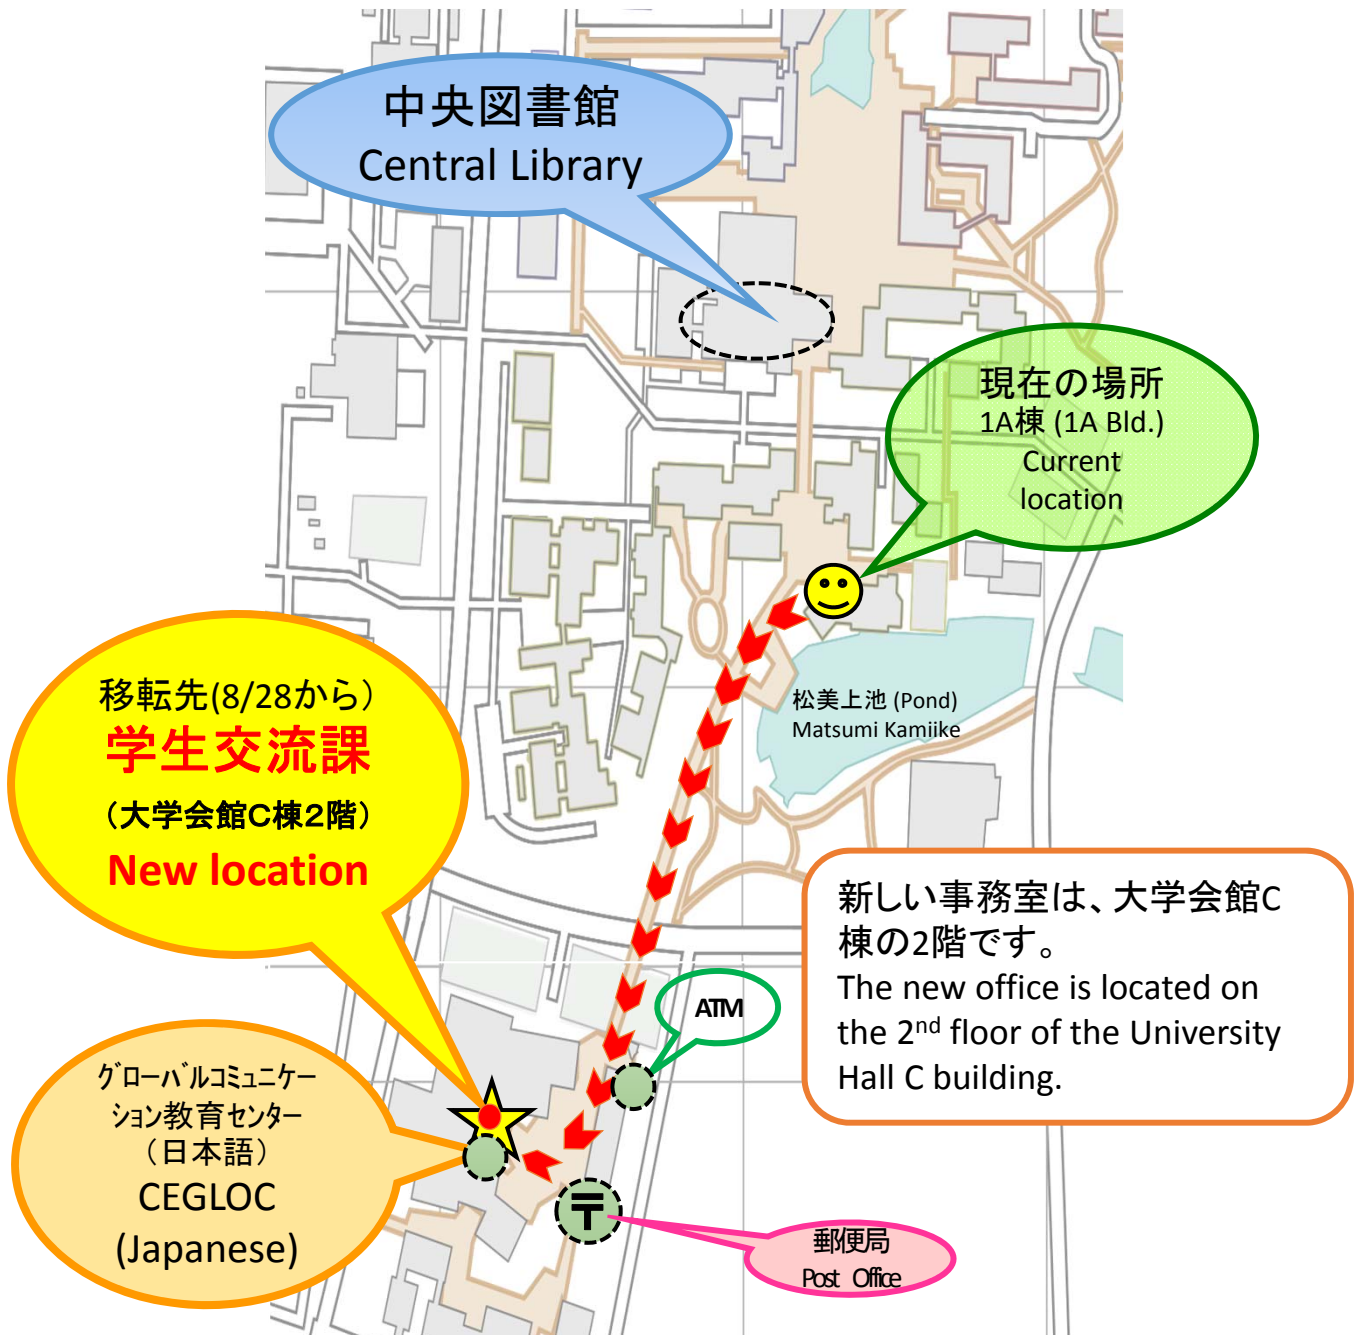 中央図書館
Central Library
現在の場所
1A棟 (1A Bld.)
Current
location
松美上池 (Pond)
Matsumi Kamiike
移転先(8/28から）
学生交流課
（大学会館C棟２階）
New location
新しい事務室は、大学会館C
棟の2階です。
The new office is located on
the 2nd floor of the University
Hall C building.
ATM
ｸﾞﾛｰﾊﾞﾙｺﾐｭﾆｹｰ
ｼｮﾝ教育ｾﾝﾀｰ
（日本語）
CEGLOC
(Japanese)
〒
郵便局
Post Office